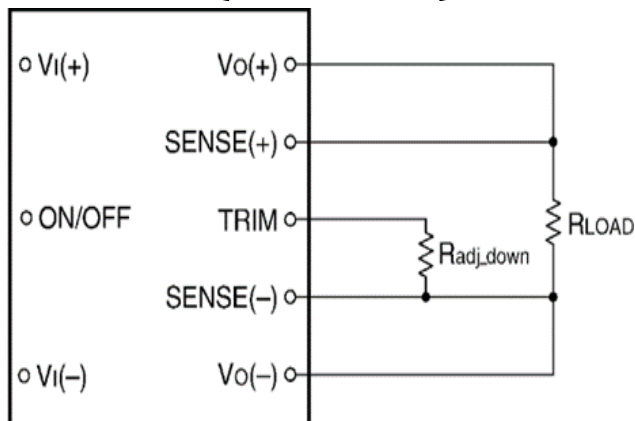 VI(+) VO(+)
SENSE(+)
ON/OFF TRIM RLOAD
Radj_down
SENSE(−)
VI(−) VO(−)